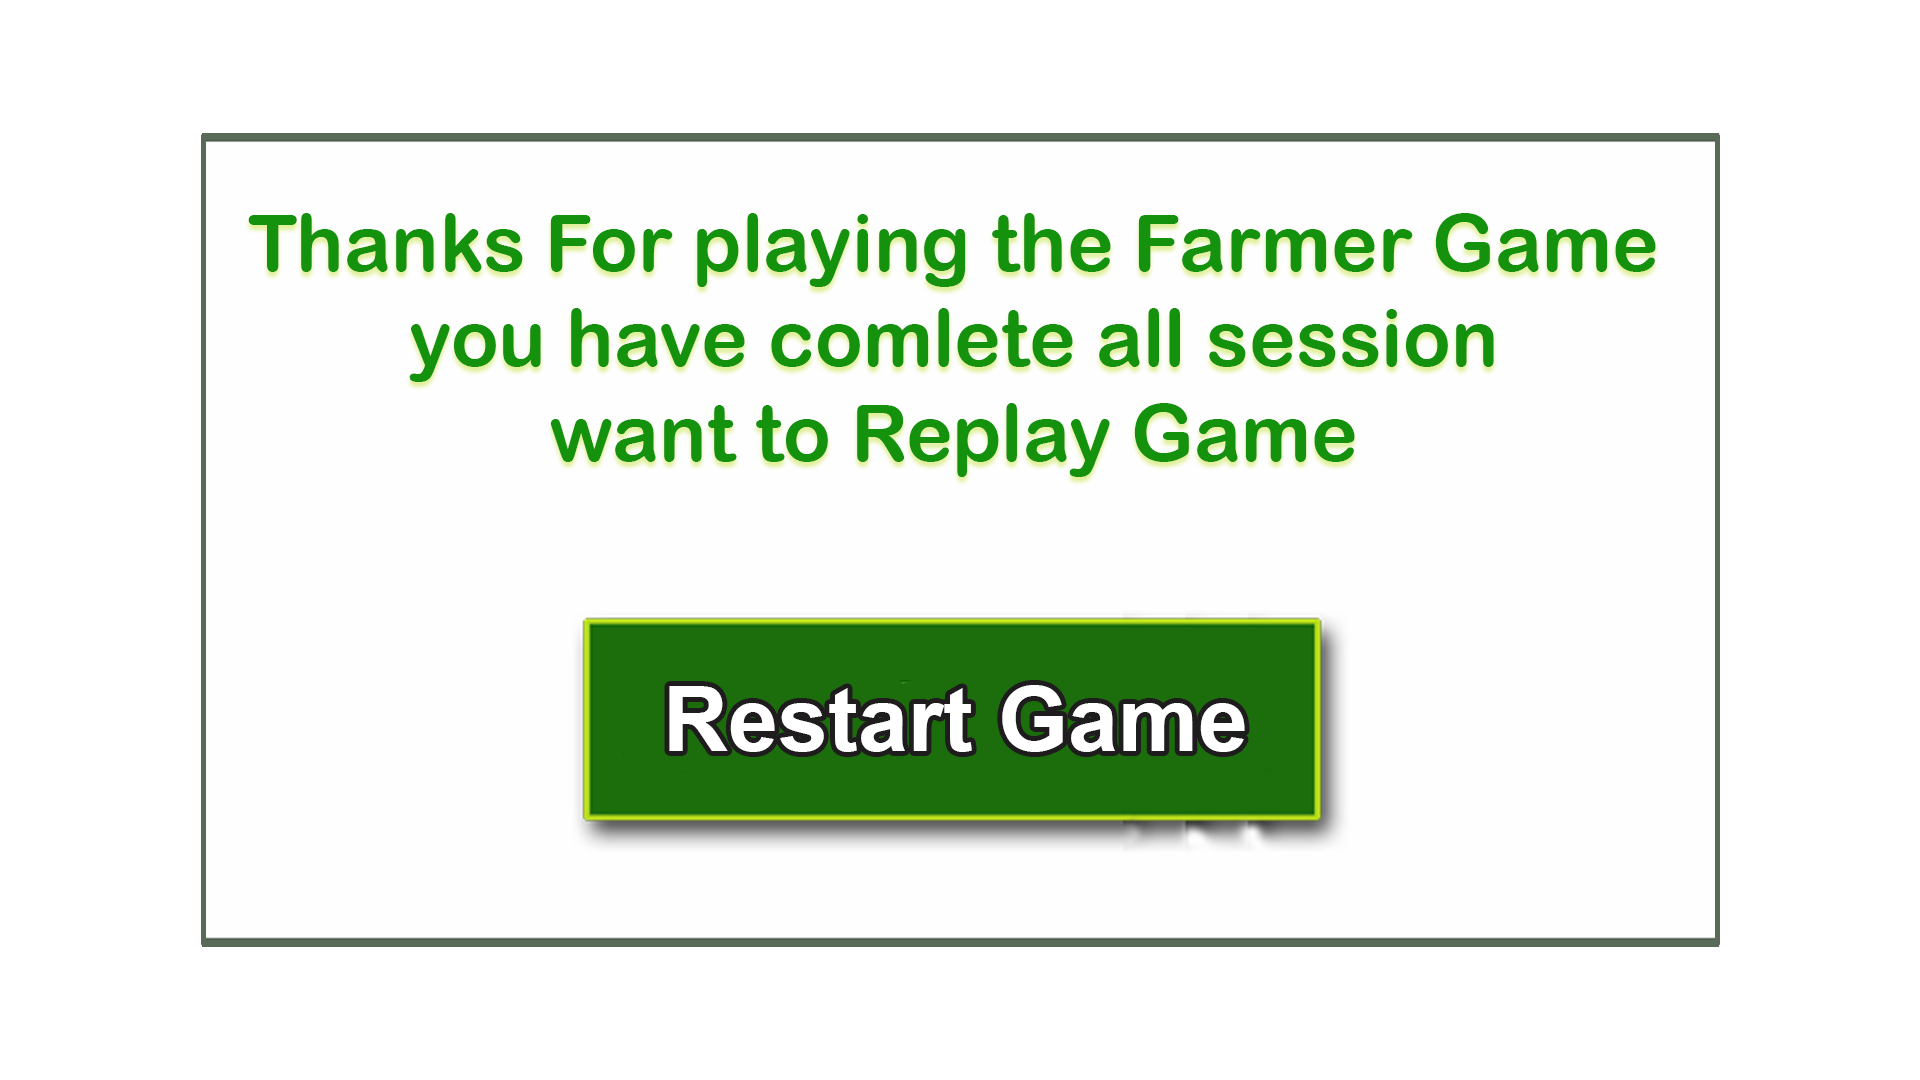 Thanks For playing the Farmer Game
you have comlete all session
want to Replay Game
Restart Game